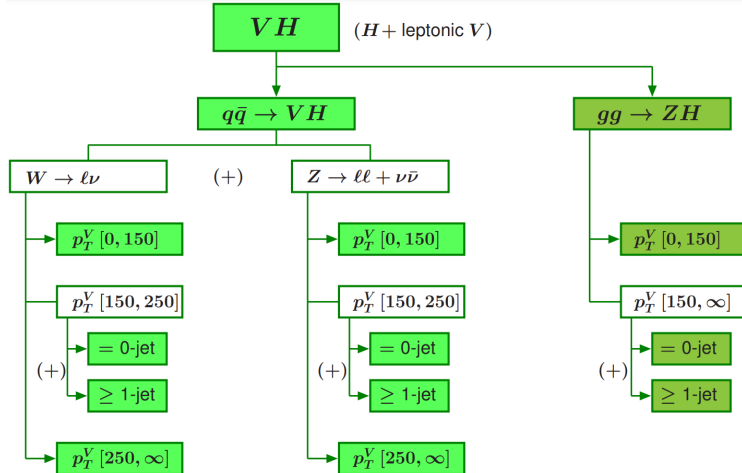 VH (H + leptonic V)
qq̄ → VH
gg → ZH
W → ℓν (+) Z → ℓℓ + νν̄
p_T^V [0, 150] p_T^V [0, 150] p_T^V [0, 150]
p_T^V [150, 250] p_T^V [150, 250] p_T^V [150, ∞]
= 0-jet = 0-jet = 0-jet
(+) (+) (+)
≥ 1-jet ≥ 1-jet ≥ 1-jet
p_T^V [250, ∞] p_T^V [250, ∞]